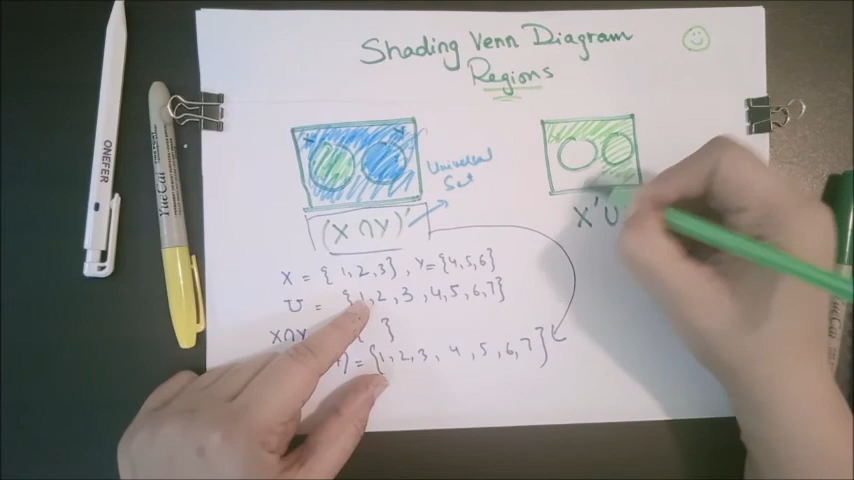 Shading Venn Diagram
Regions
ONEFER
YueCai
X Y
Universal
Set
(X ∩ Y)'
X' U
X = { 1, 2, 3} , Y = {4, 5, 6}
U = {1, 2, 3, 4, 5, 6, 7}
X∩Y { }
= {1, 2, 3, 4, 5, 6, 7}